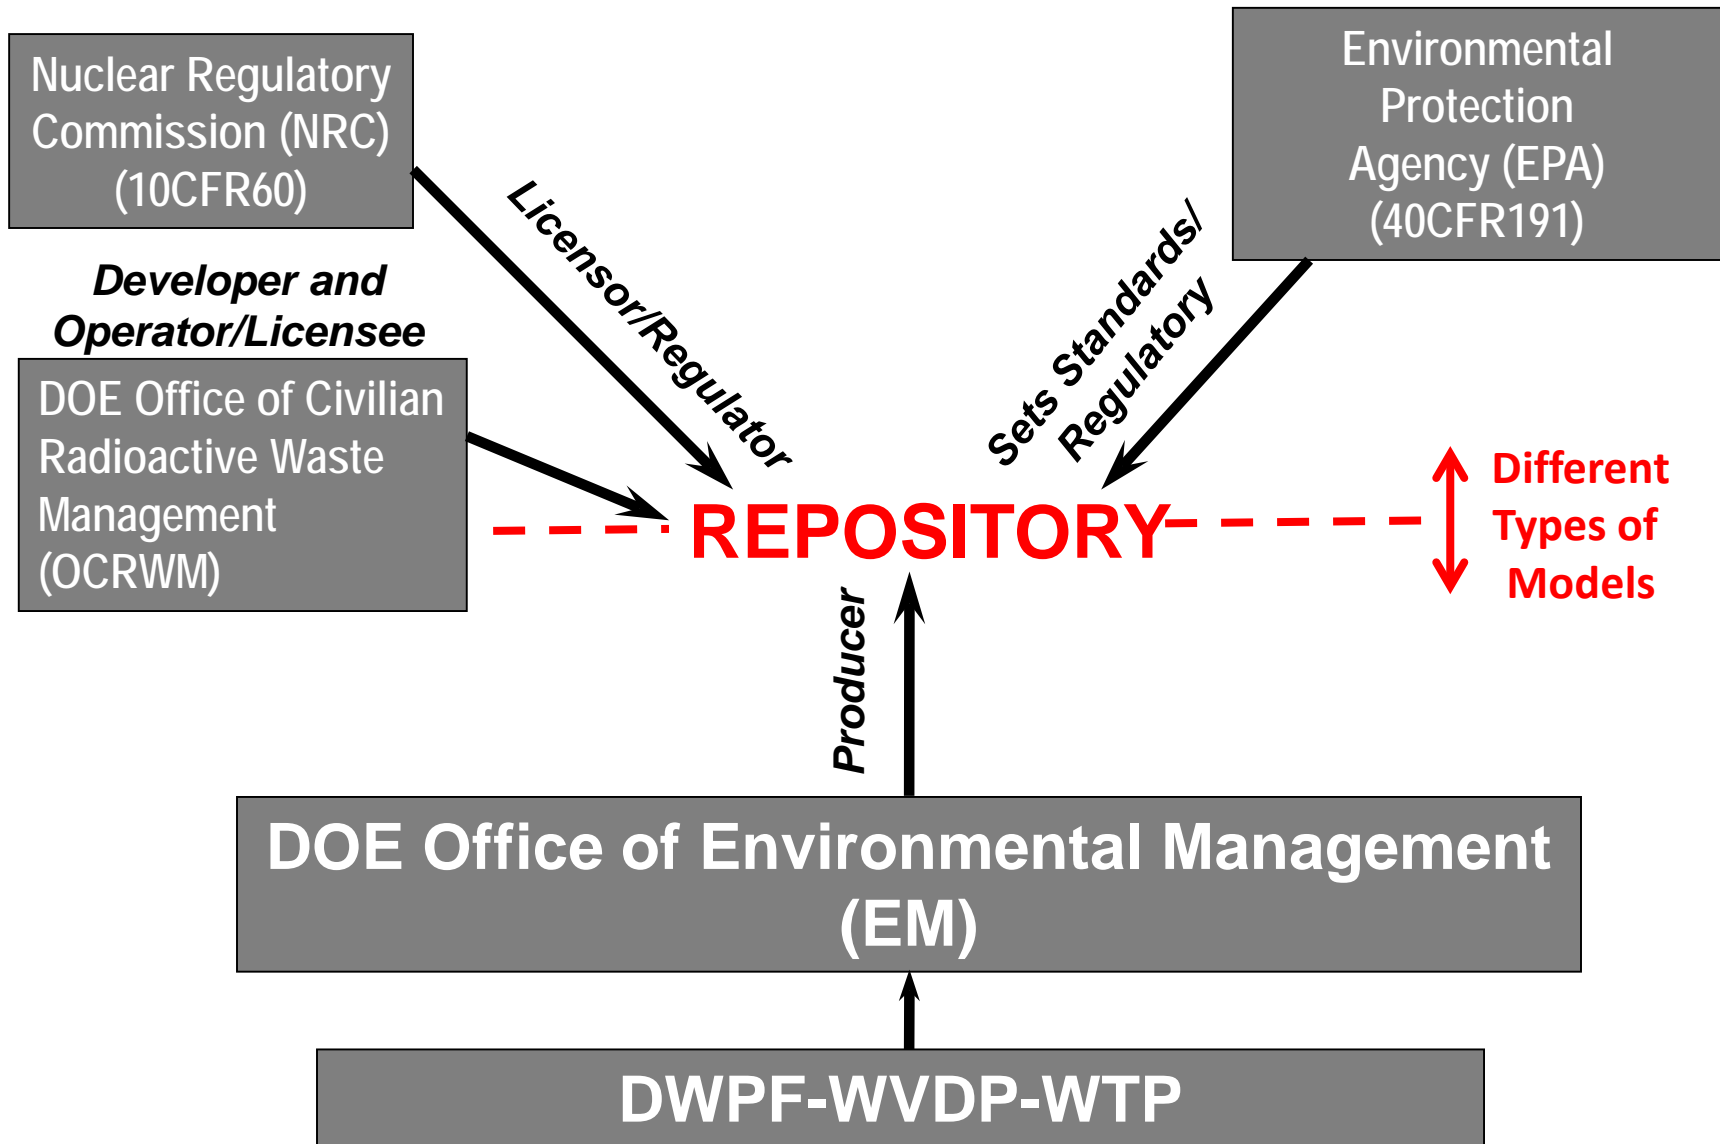 Nuclear Regulatory
Commission (NRC)
(10CFR60)
Environmental
Protection
Agency (EPA)
(40CFR191)
Licensor/Regulator
Sets Standards/
Regulatory
Developer and
Operator/Licensee
DOE Office of Civilian
Radioactive Waste
Management
(OCRWM)
REPOSITORY
Different
Types of
Models
Producer
DOE Office of Environmental Management
(EM)
DWPF-WVDP-WTP